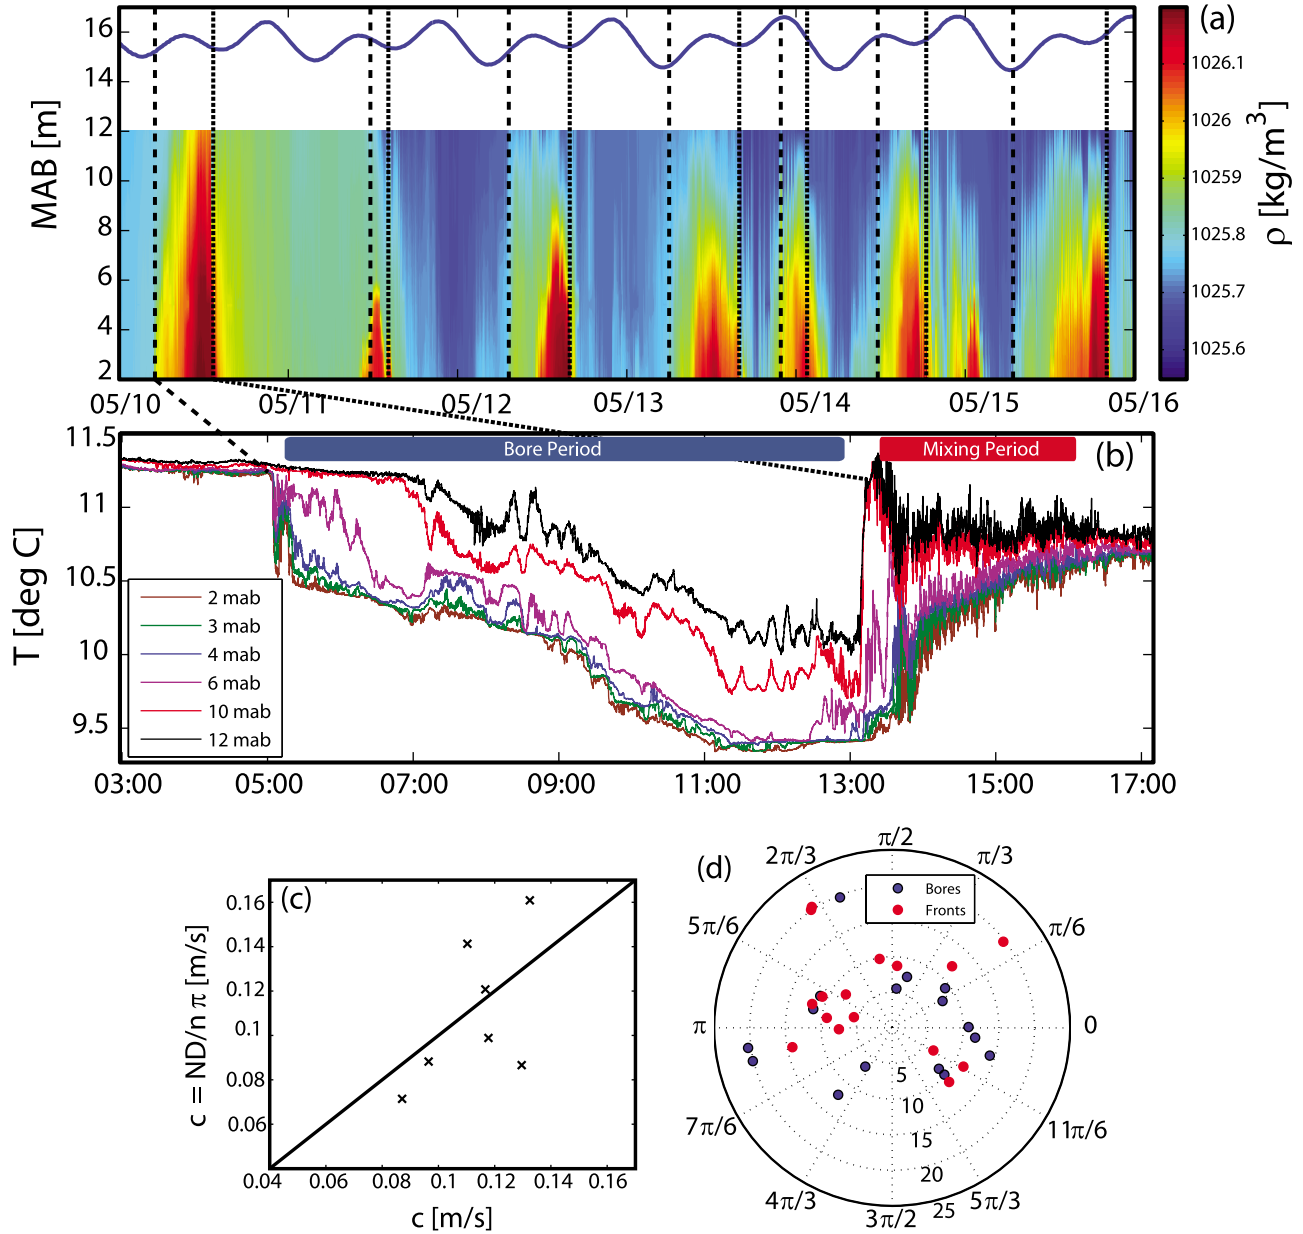 (a)
16
14
12
10
8
6
4
2
MAB [m]
05/10
05/11
05/12
05/13
05/14
05/15
05/16
1026.1
1026
10259
1025.8
1025.7
1025.6
ρ [kg/m³]
(b)
Bore Period
Mixing Period
11.5
11
10.5
10
9.5
T [deg C]
2 mab
3 mab
4 mab
6 mab
10 mab
12 mab
03:00
05:00
07:00
09:00
11:00
13:00
15:00
17:00
(c)
0.16
0.14
0.12
0.1
0.08
0.06
c = ND/n π [m/s]
0.04
0.06
0.08
0.1
0.12
0.14
0.16
c [m/s]
(d)
Bores
Fronts
π/2
π/3
π/6
0
11π/6
5π/3
3π/2
4π/3
7π/6
π
5π/6
2π/3
5
10
15
20
25